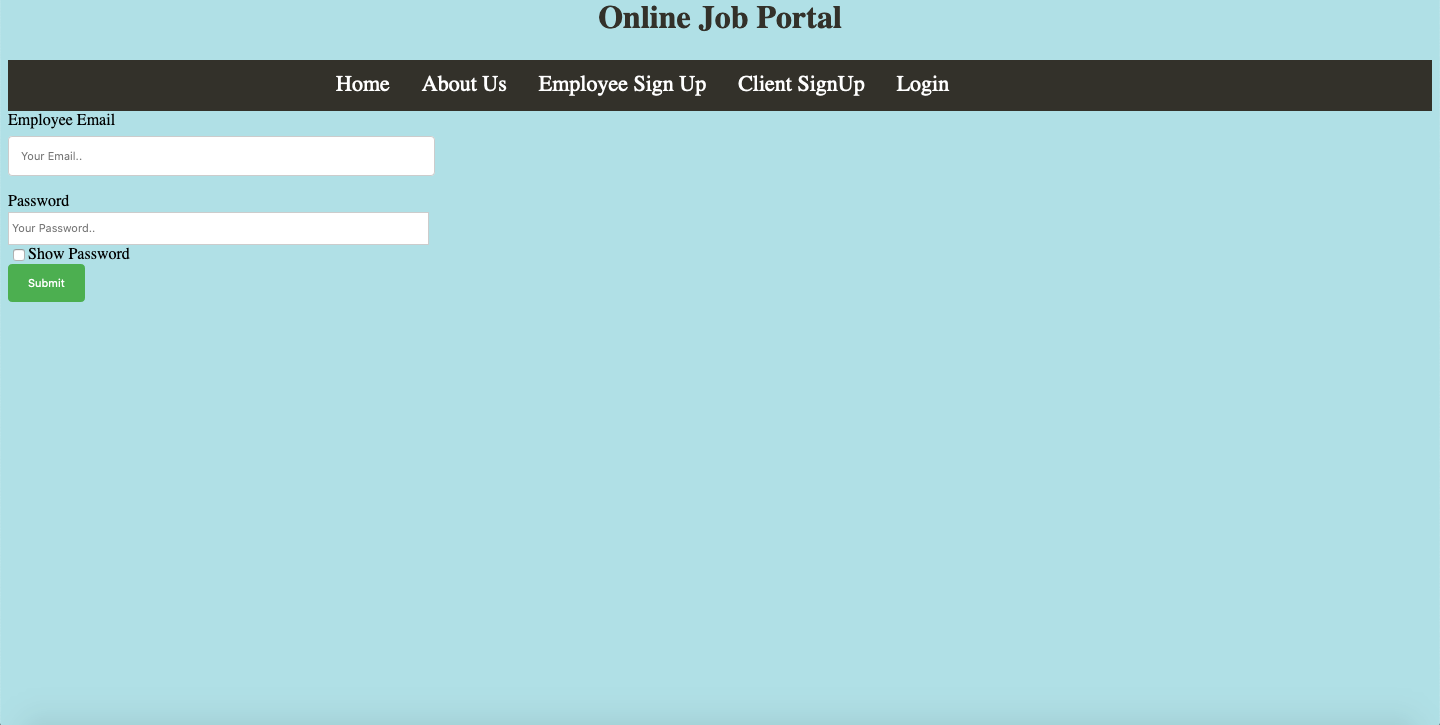 Online Job Portal
Home About Us Employee Sign Up Client SignUp Login
Employee Email
Your Email..
Password
Your Password..
Show Password
Submit